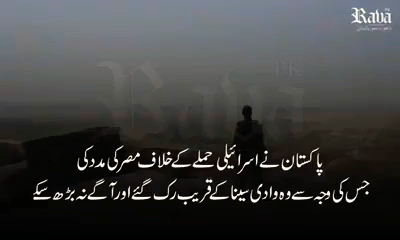 Rava
پاکستان نے اسرائیلی حملے کے خلاف مصر کی مدد کی
جس کی وجہ سے وہ وادی سینا کے قریب رک گئے اور آگے نہ بڑھ سکے